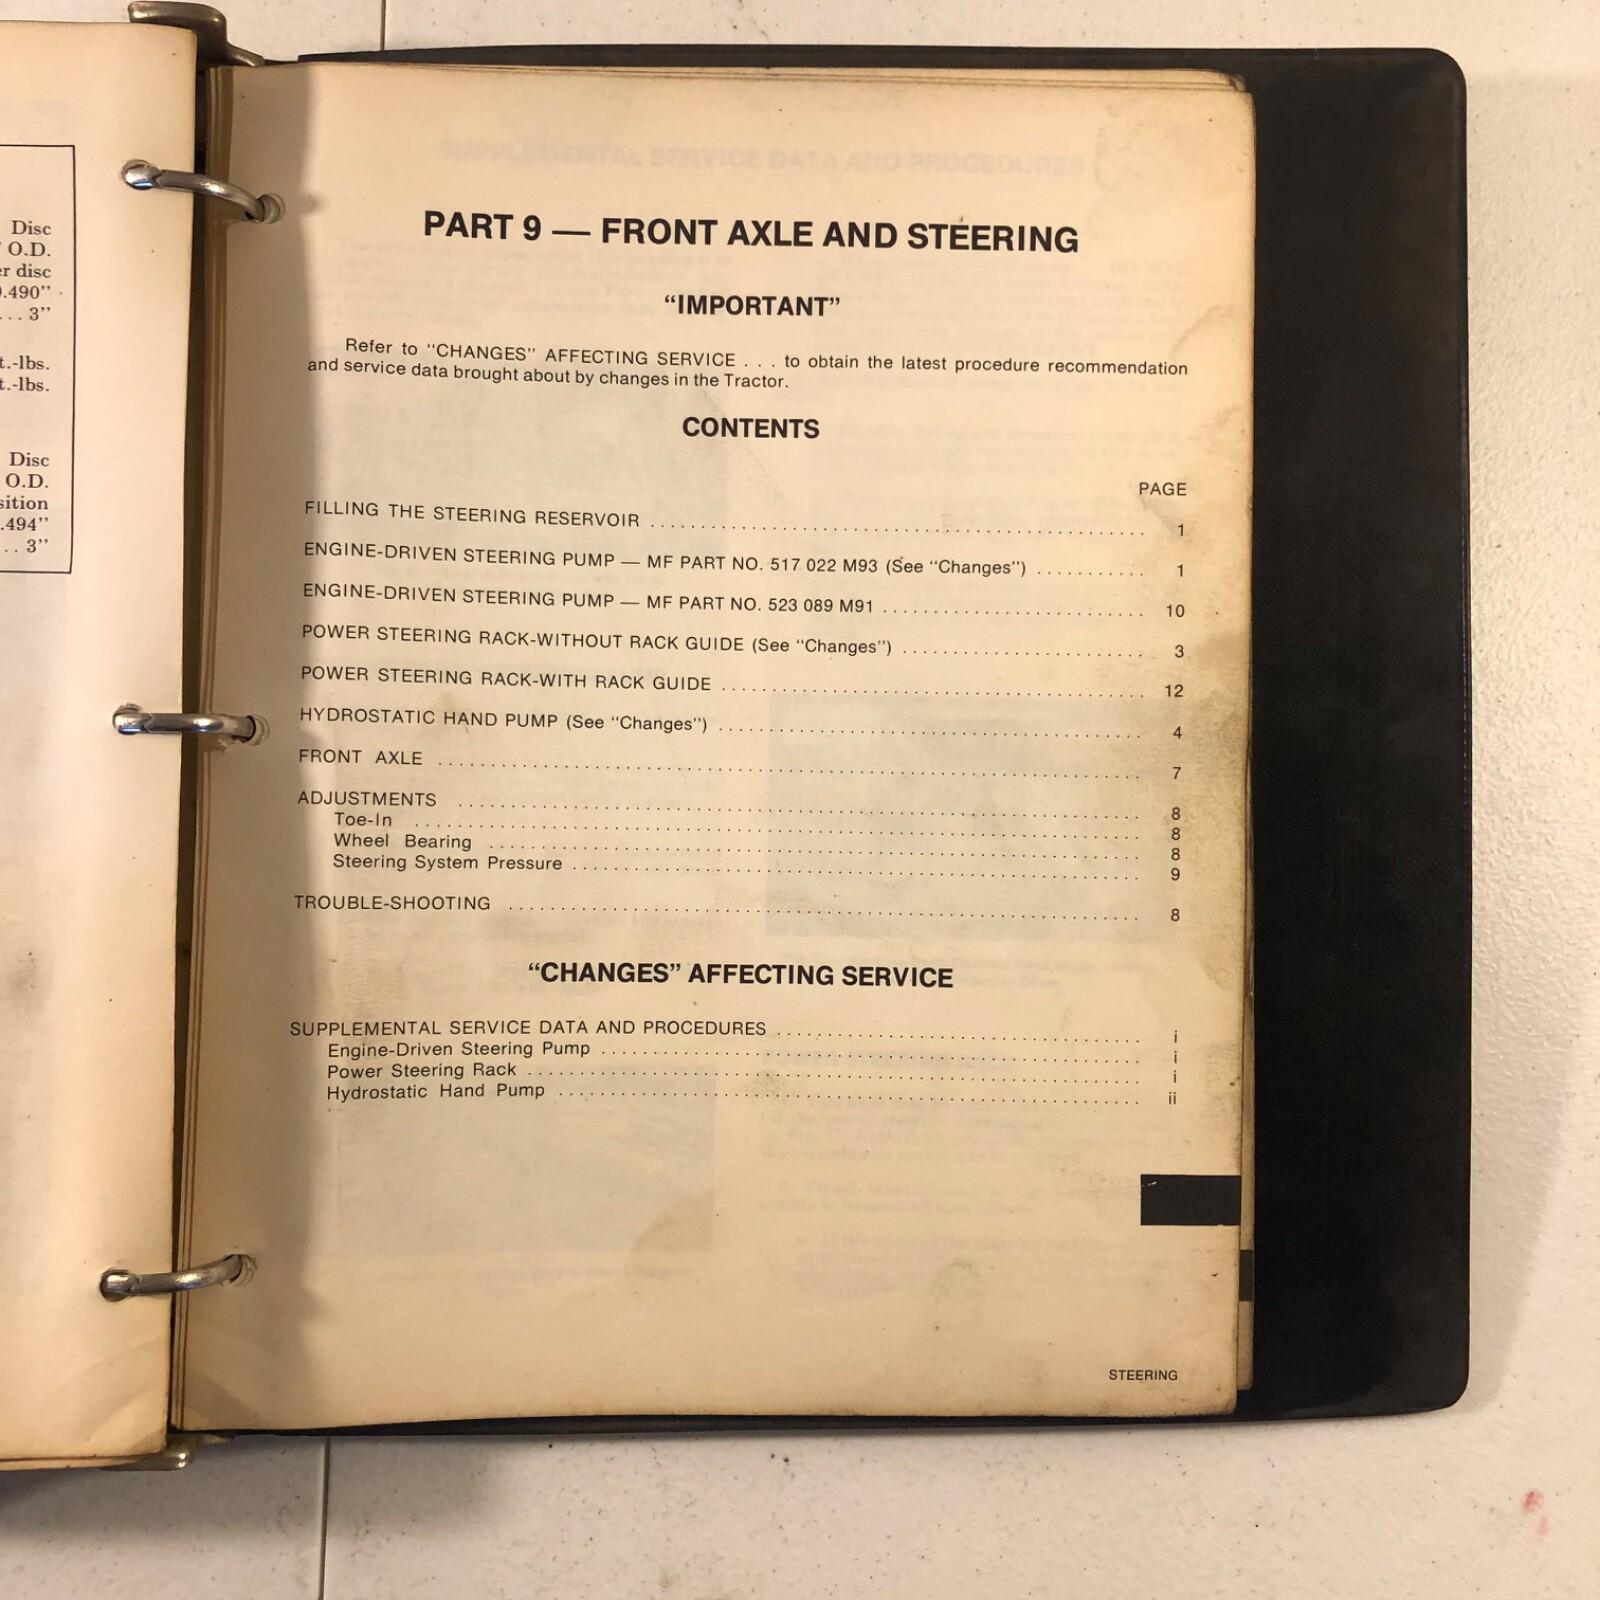 Disc
O.D.
er disc
.490”
. . . 3”
t.-lbs.
t.-lbs.
Disc
O.D.
sition
.494”
. . 3”
SUPPLEMENTAL SERVICE DATA AND PROCEDURES
PART 9 — FRONT AXLE AND STEERING
“IMPORTANT”
Refer to “CHANGES” AFFECTING SERVICE . . . to obtain the latest procedure recommendation
and service data brought about by changes in the Tractor.
CONTENTS
PAGE
FILLING THE STEERING RESERVOIR . . . . . . . . . . 1
ENGINE-DRIVEN STEERING PUMP — MF PART NO. 517 022 M93 (See “Changes”) . . . . . . . . . . 1
ENGINE-DRIVEN STEERING PUMP — MF PART NO. 523 089 M91 . . . . . . . . . . 10
POWER STEERING RACK-WITHOUT RACK GUIDE (See “Changes”) . . . . . . . . . . 3
POWER STEERING RACK-WITH RACK GUIDE . . . . . . . . . . 12
HYDROSTATIC HAND PUMP (See “Changes”) . . . . . . . . . . 4
FRONT AXLE . . . . . . . . . . 7
ADJUSTMENTS . . . . . . . . . . 8
Toe-In . . . . . . . . . . 8
Wheel Bearing . . . . . . . . . . 8
Steering System Pressure . . . . . . . . . . 9
TROUBLE-SHOOTING . . . . . . . . . . 8
“CHANGES” AFFECTING SERVICE
SUPPLEMENTAL SERVICE DATA AND PROCEDURES . . . . . . . . . . i
Engine-Driven Steering Pump . . . . . . . . . . i
Power Steering Rack . . . . . . . . . . i
Hydrostatic Hand Pump . . . . . . . . . . ii
STEERING